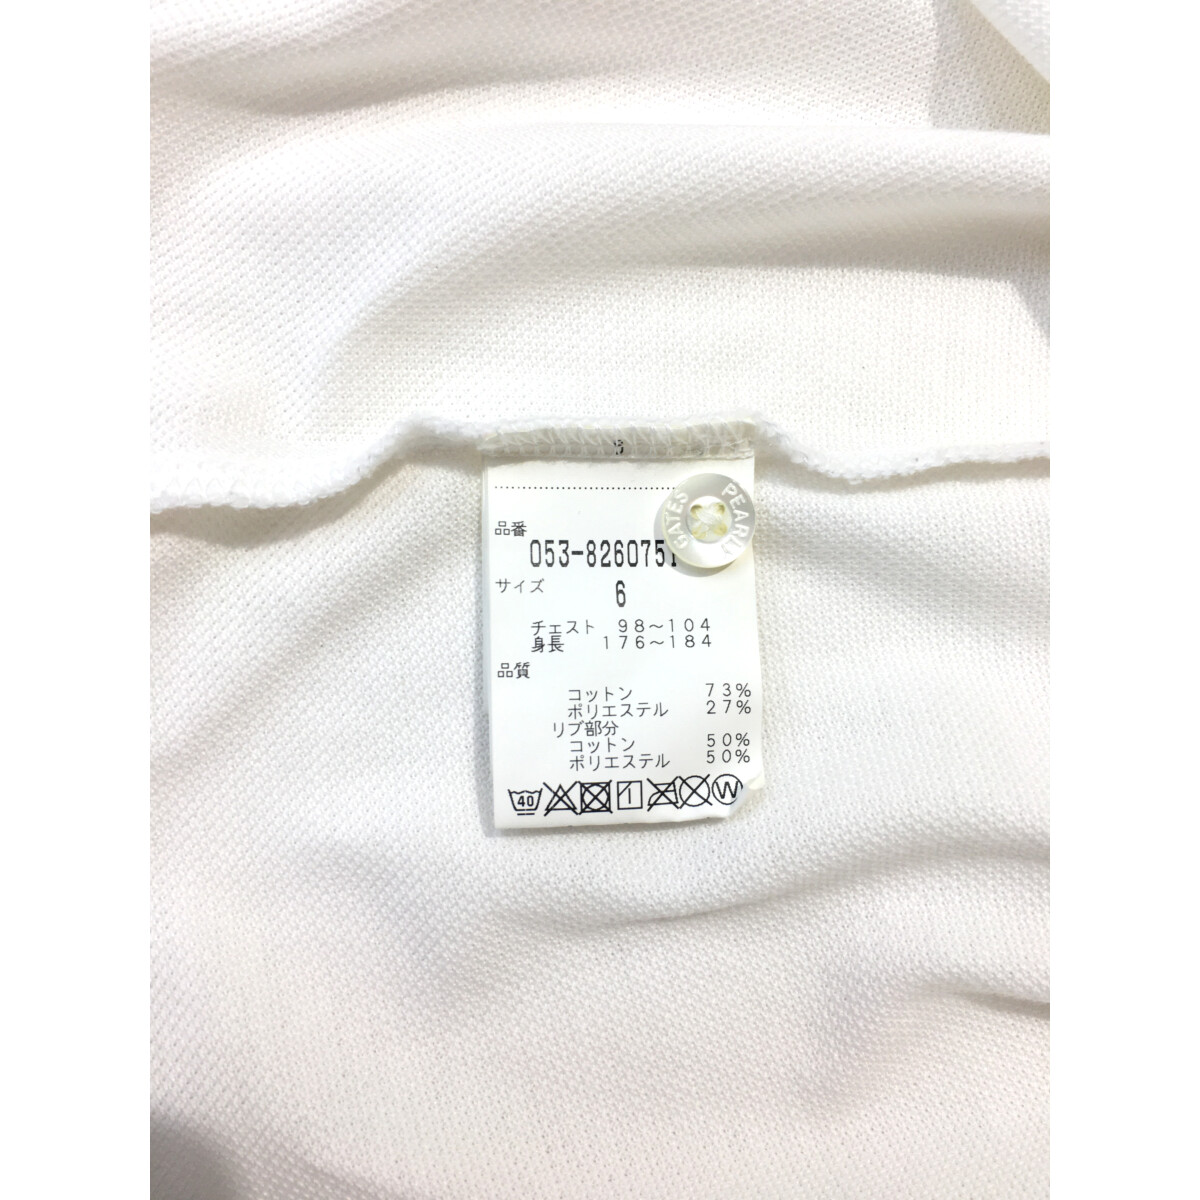 品番
053-8260751
PEARLY GATES
サイズ
6
チェスト 98〜104
身長 176〜184
品質
コットン 73%
ポリエステル 27%
リブ部分
コットン 50%
ポリエステル 50%
40
W